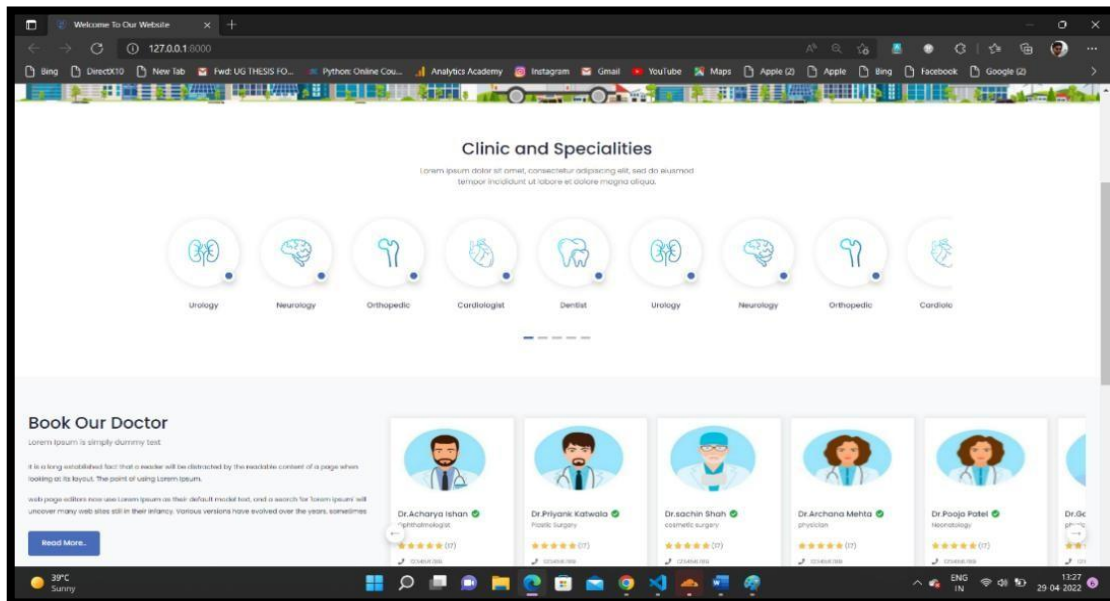 Welcome To Our Website
127.0.0.1:8000
Bing DirectX10 New Tab Fwd: UG THESIS FO... Python: Online Cou... Analytics Academy Instagram Gmail YouTube Maps Apple (2) Apple Bing Facebook Google (2)
Clinic and Specialities
Lorem ipsum dolor sit amet, consectetur adipiscing elit, sed do eiusmod
tempor incididunt ut labore et dolore magna aliqua.
Urology Neurology Orthopedic Cardiologist Dentist Urology Neurology Orthopedic Cardiolo
Book Our Doctor
Lorem Ipsum is simply dummy text
It is a long established fact that a reader will be distracted by the readable content of a page when
looking at its layout. The point of using Lorem Ipsum.
web page editors now use Lorem Ipsum as their default model text, and a search for 'lorem ipsum' will
uncover many web sites still in their infancy. Various versions have evolved over the years, sometimes
Read More..
Dr.Acharya Ishan Dr.Priyank Katwala Dr.sachin Shah Dr.Archana Mehta Dr.Pooja Patel
Ophthalmologist Plastic Surgery cosmetic surgery physician Neonatology
(17) (17) (17) (17) (17)
39°C
Sunny
ENG
IN
13:27
29-04-2022